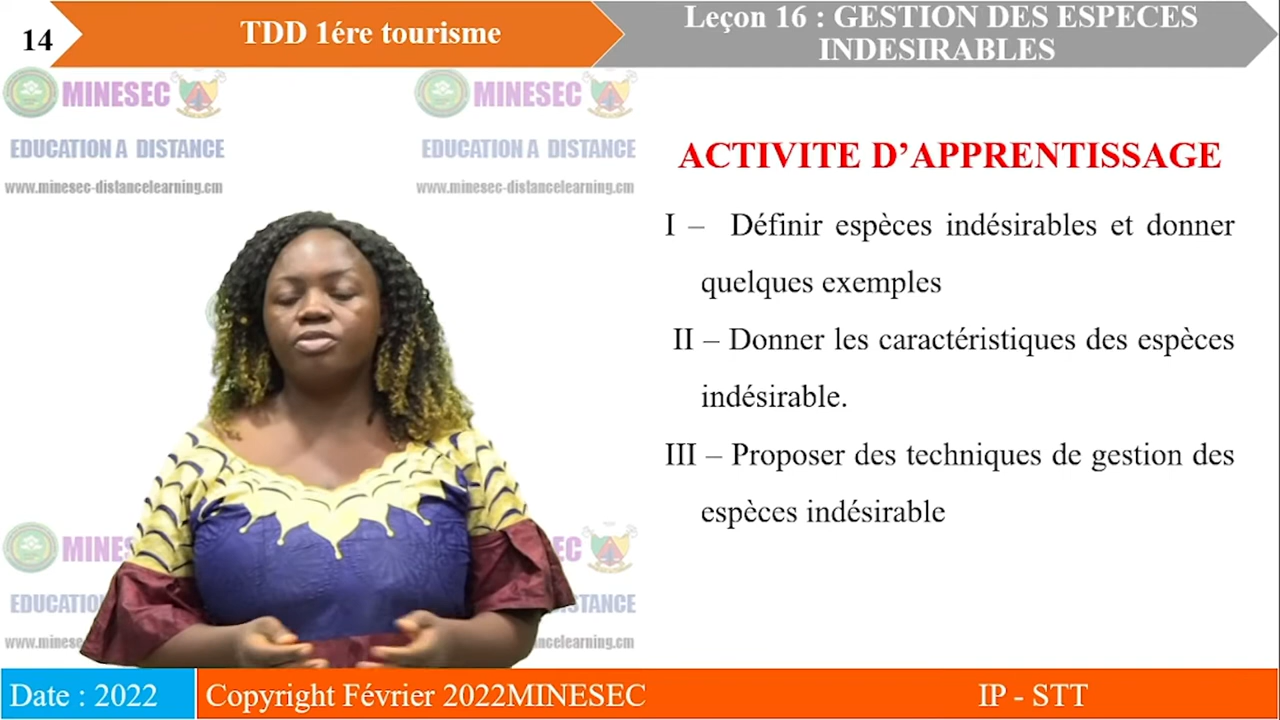 14
TDD 1ére tourisme
Leçon 16 : GESTION DES ESPECES
INDESIRABLES
MINESEC
EDUCATION A DISTANCE
www.minesec-distancelearning.cm
MINESEC
EDUCATION A DISTANCE
www.minesec-distancelearning.cm
ACTIVITE D’APPRENTISSAGE
I – Définir espèces indésirables et donner
quelques exemples
II – Donner les caractéristiques des espèces
indésirable.
III – Proposer des techniques de gestion des
espèces indésirable
Date : 2022
Copyright Février 2022MINESEC
IP - STT